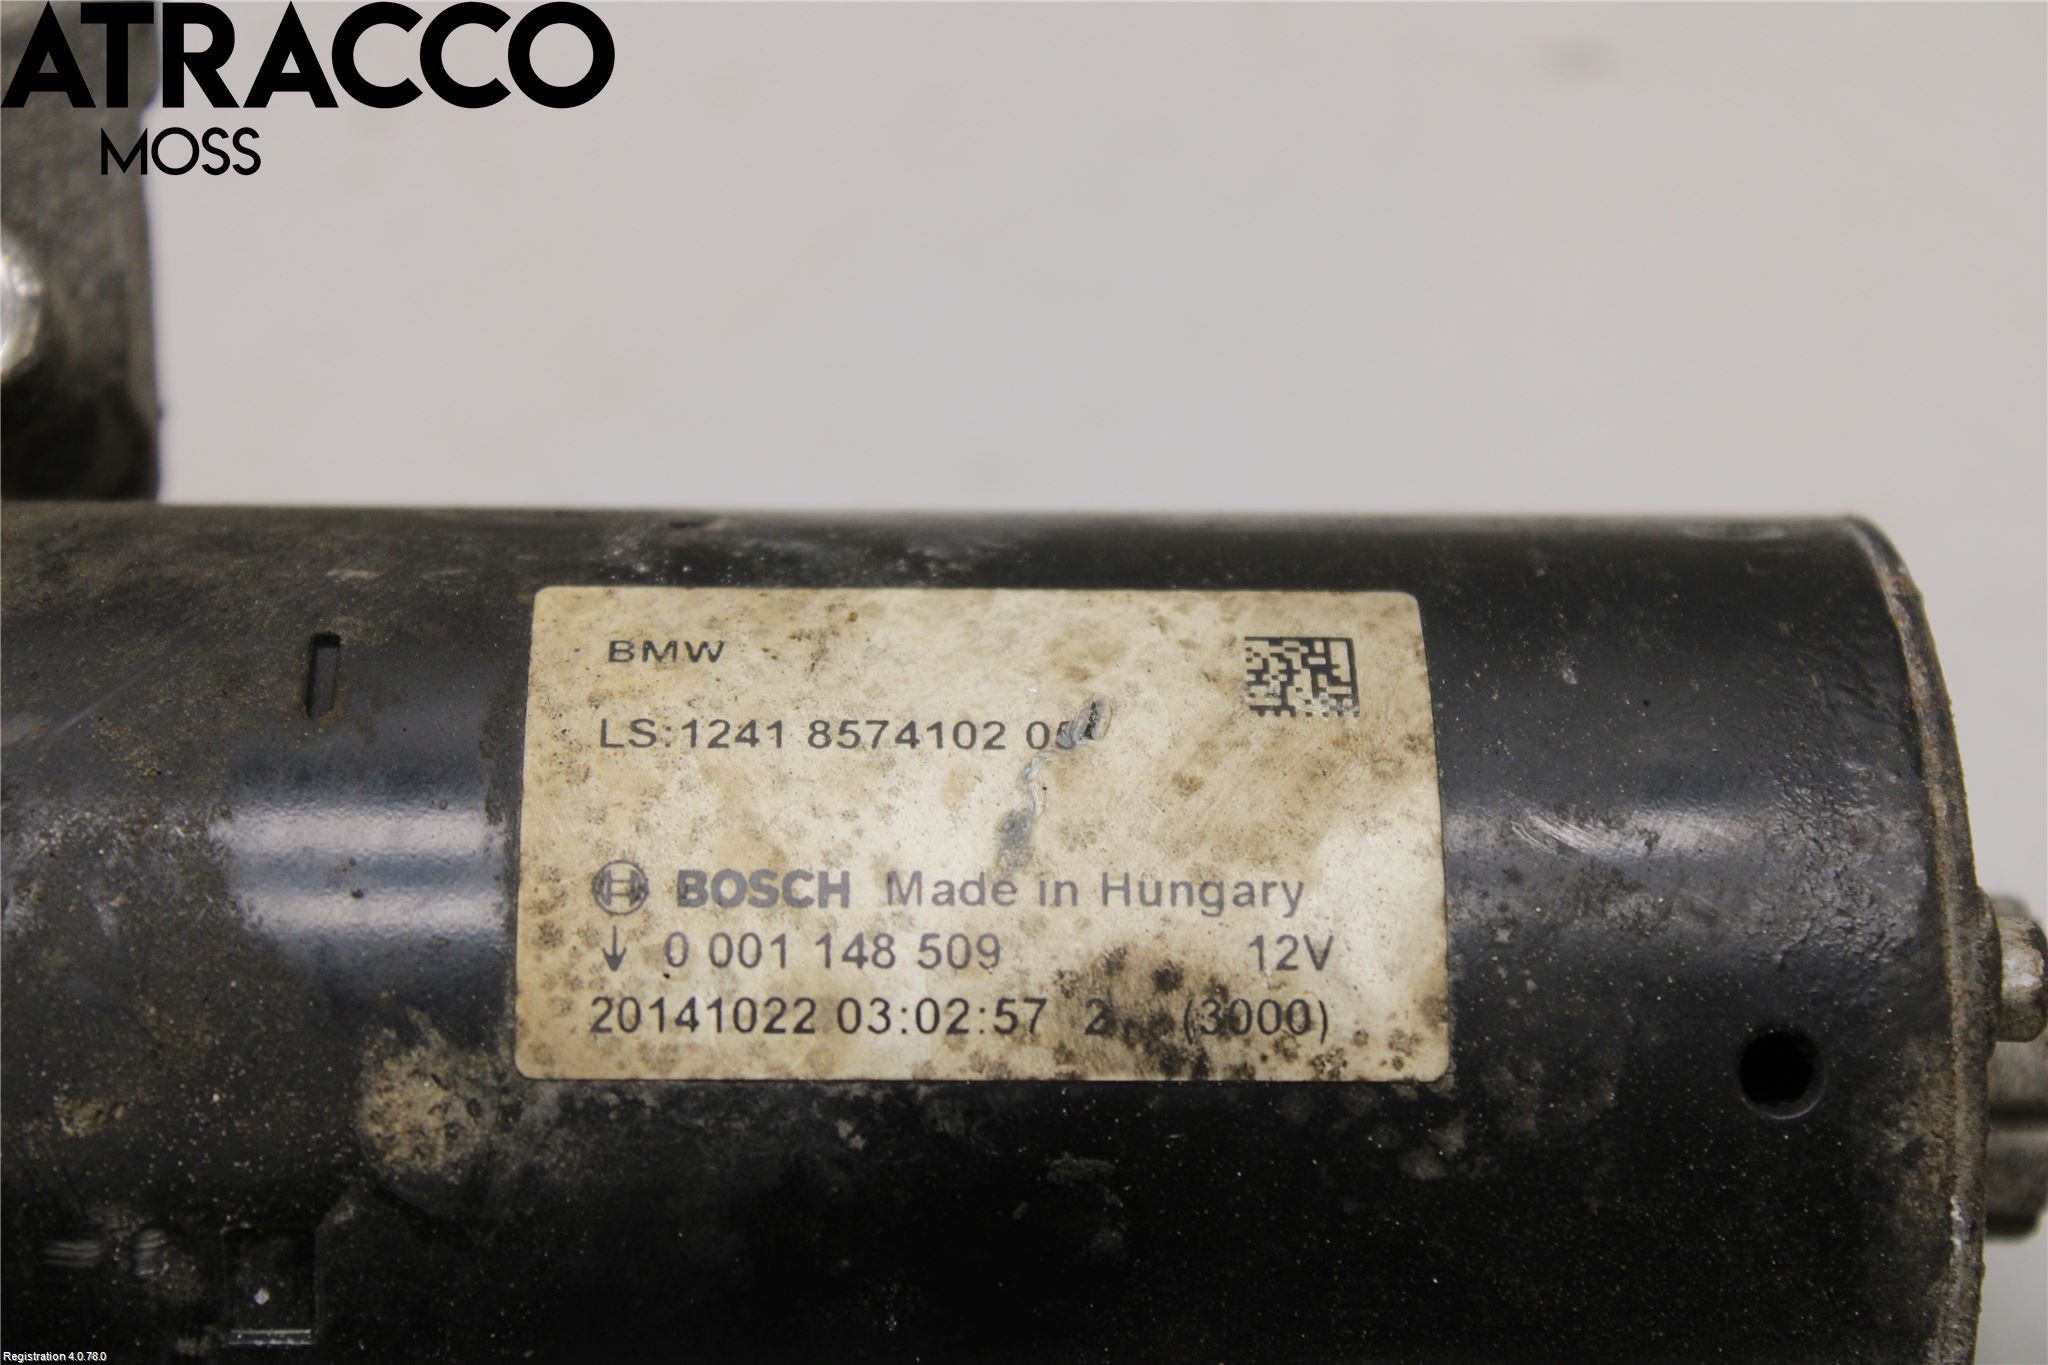 ATRACCO
MOSS
BMW
LS:1241 8574102
BOSCH Made in Hungary
↓ 0 001 148 509 12V
20141022 03:02:57 2 (3000)
Registration 4.0.78.0